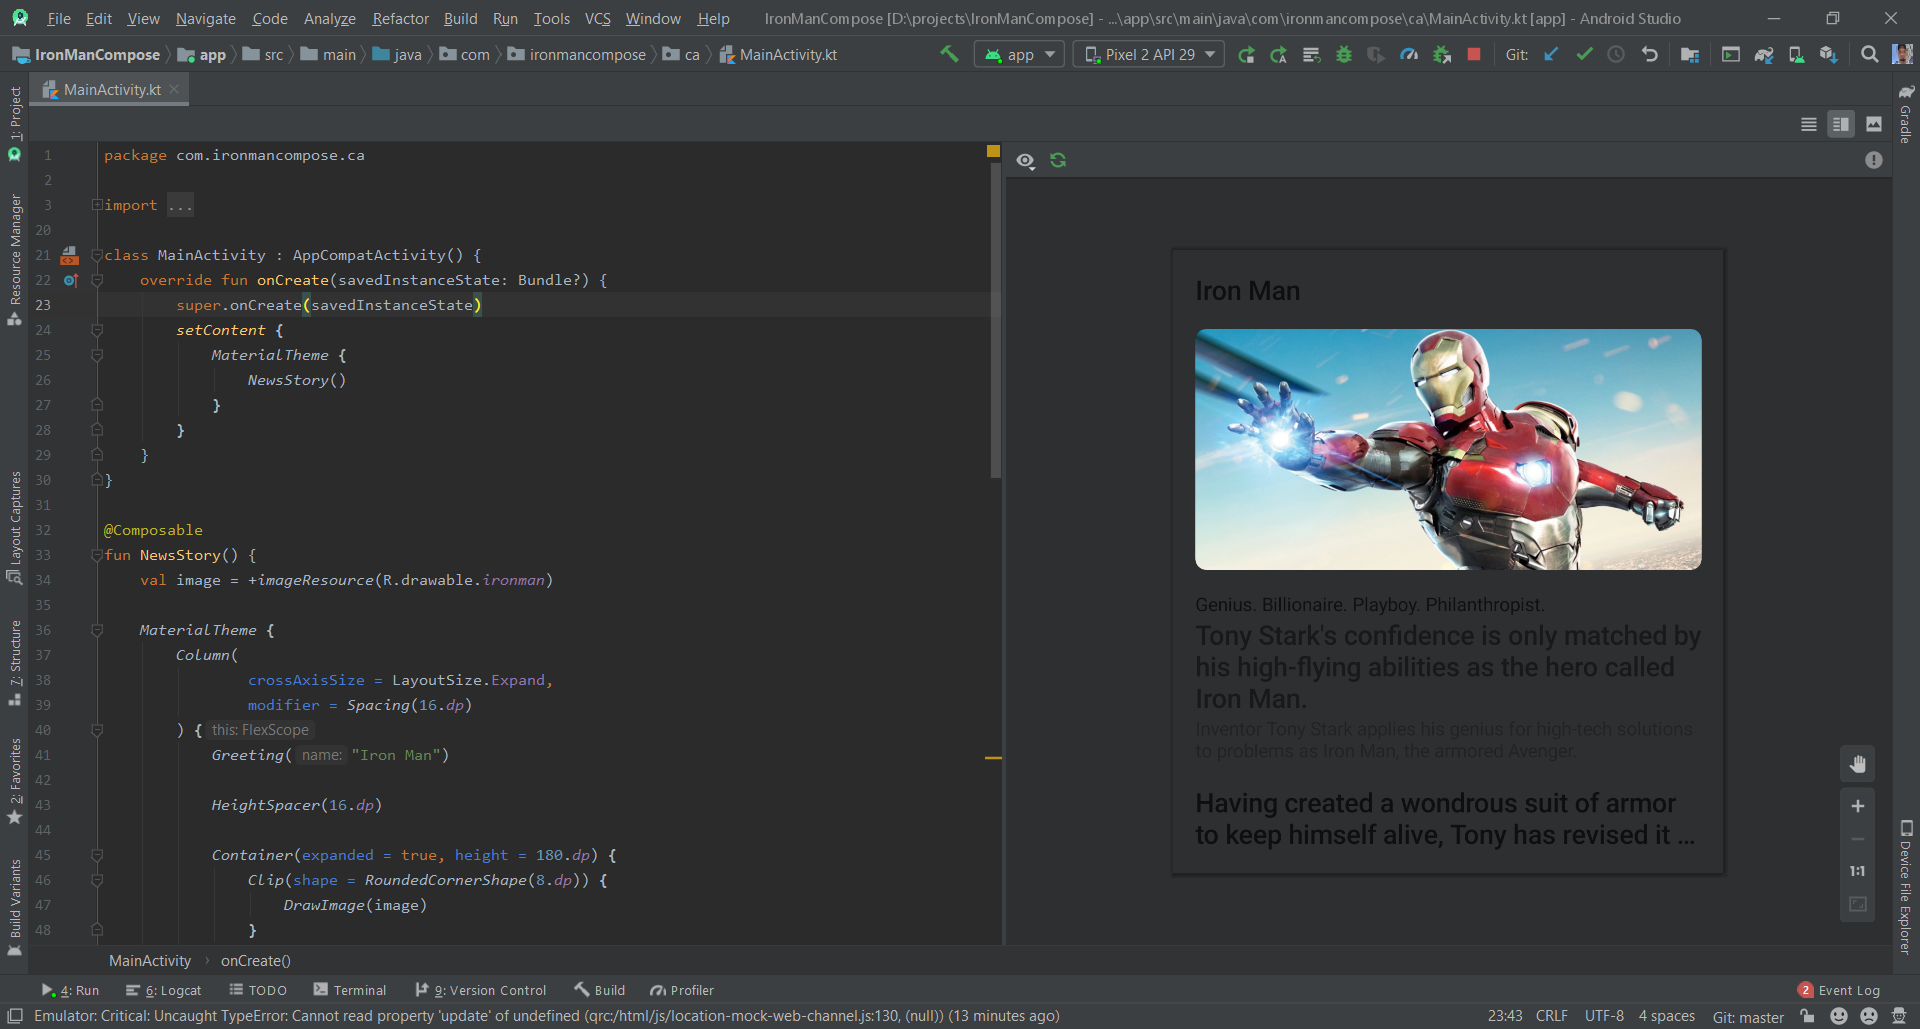 File Edit View Navigate Code Analyze Refactor Build Run Tools VCS Window Help IronManCompose [D:\projects\IronManCompose] - ...\app\src\main\java\com\ironmancompose\ca\MainActivity.kt [app] - Android Studio
IronManCompose app src main java com ironmancompose ca MainActivity.kt app Pixel 2 API 29 Git:
MainActivity.kt
1: Project
Resource Manager
Layout Captures
7: Structure
2: Favorites
Build Variants
1 package com.ironmancompose.ca
2
3 import ...
20
21 class MainActivity : AppCompatActivity() {
22 override fun onCreate(savedInstanceState: Bundle?) {
23 super.onCreate(savedInstanceState)
24 setContent {
25 MaterialTheme {
26 NewsStory()
27 }
28 }
29 }
30 }
31
32 @Composable
33 fun NewsStory() {
34 val image = +imageResource(R.drawable.ironman)
35
36 MaterialTheme {
37 Column(
38 crossAxisSize = LayoutSize.Expand,
39 modifier = Spacing(16.dp)
40 ) { this: FlexScope
41 Greeting( name: "Iron Man")
42
43 HeightSpacer(16.dp)
44
45 Container(expanded = true, height = 180.dp) {
46 Clip(shape = RoundedCornerShape(8.dp)) {
47 DrawImage(image)
48 }
Iron Man
Genius. Billionaire. Playboy. Philanthropist.
Tony Stark's confidence is only matched by
his high-flying abilities as the hero called
Iron Man.
Inventor Tony Stark applies his genius for high-tech solutions
to problems as Iron Man, the armored Avenger.
Having created a wondrous suit of armor
to keep himself alive, Tony has revised it ...
1:1
Gradle
Device File Explorer
MainActivity onCreate()
4: Run 6: Logcat TODO Terminal 9: Version Control Build Profiler 2 Event Log
Emulator: Critical: Uncaught TypeError: Cannot read property 'update' of undefined (qrc:/html/js/location-mock-web-channel.js:130, (null)) (13 minutes ago) 23:43 CRLF UTF-8 4 spaces Git: master